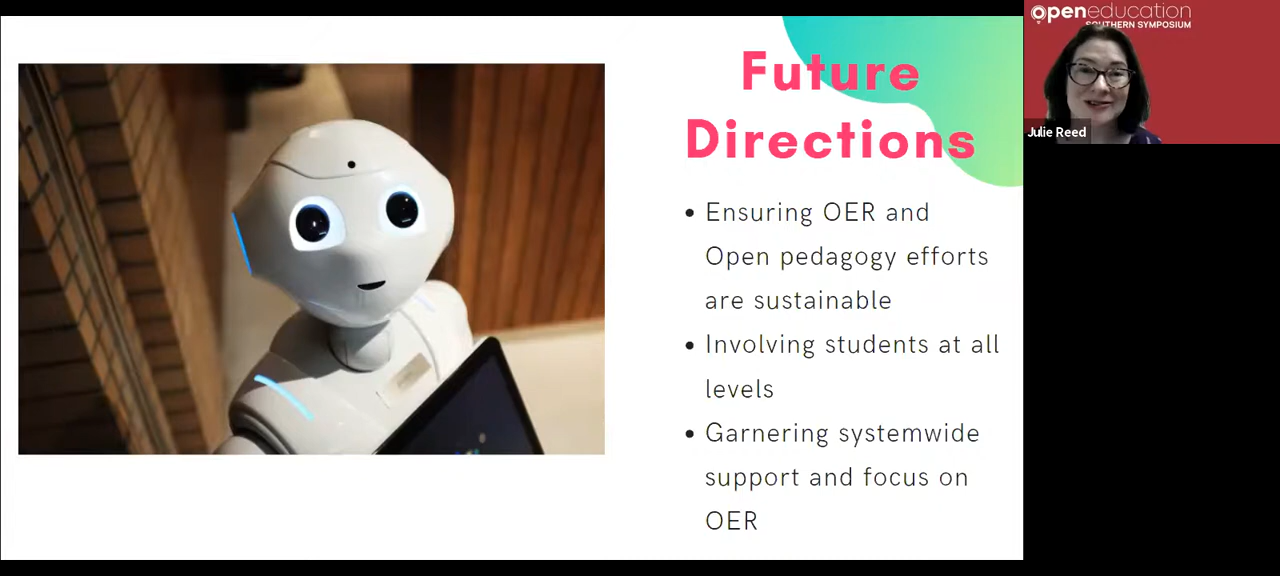 Future
Directions
• Ensuring OER and
Open pedagogy efforts
are sustainable
• Involving students at all
levels
• Garnering systemwide
support and focus on
OER
openeducation
SOUTHERN SYMPOSIUM
Julie Reed